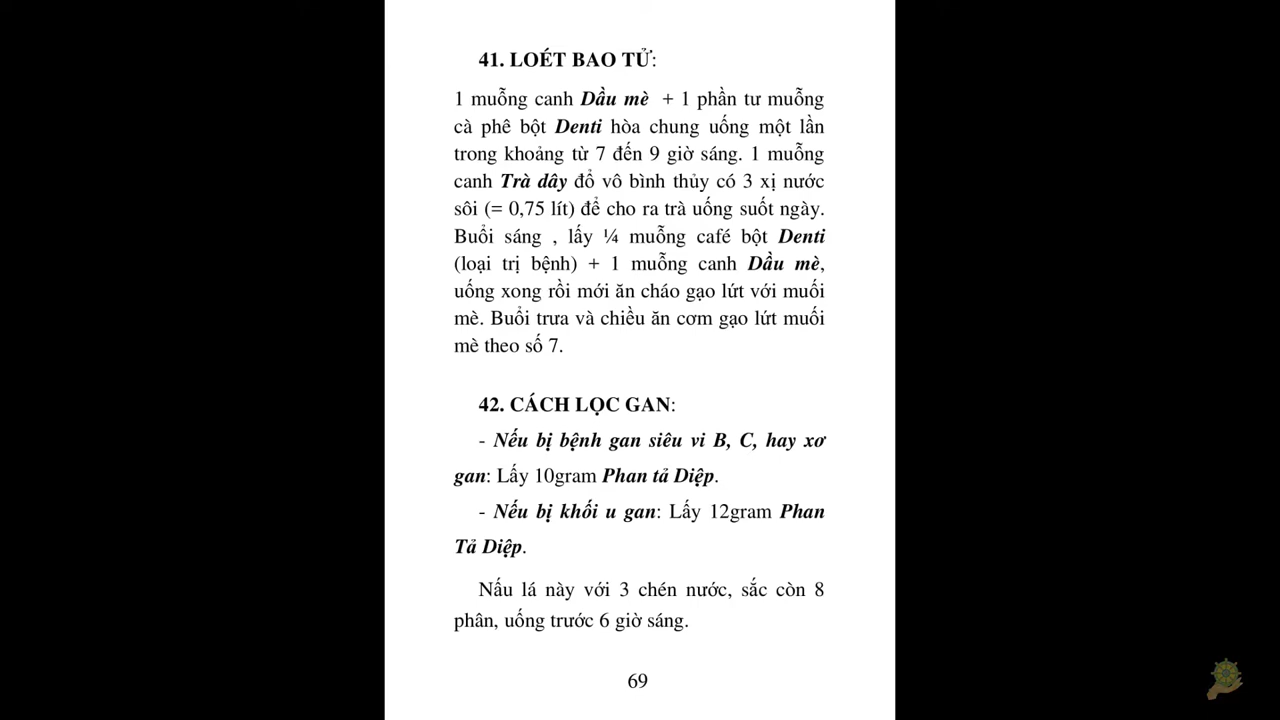 41. LOÉT BAO TỬ:
1 muỗng canh Dầu mè + 1 phần tư muỗng
cà phê bột Denti hòa chung uống một lần
trong khoảng từ 7 đến 9 giờ sáng. 1 muỗng
canh Trà dây đổ vô bình thủy có 3 xị nước
sôi (= 0,75 lít) để cho ra trà uống suốt ngày.
Buổi sáng , lấy ¼ muỗng café bột Denti
(loại trị bệnh) + 1 muỗng canh Dầu mè,
uống xong rồi mới ăn cháo gạo lứt với muối
mè. Buổi trưa và chiều ăn cơm gạo lứt muối
mè theo số 7.
42. CÁCH LỌC GAN:
- Nếu bị bệnh gan siêu vi B, C, hay xơ
gan: Lấy 10gram Phan tả Diệp.
- Nếu bị khối u gan: Lấy 12gram Phan
Tả Diệp.
Nấu lá này với 3 chén nước, sắc còn 8
phân, uống trước 6 giờ sáng.
69